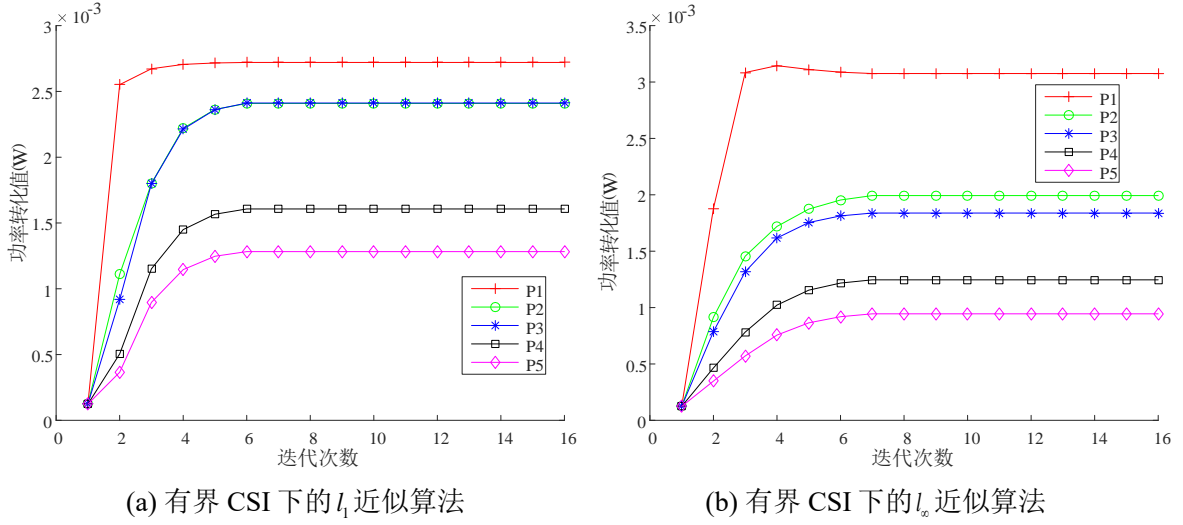 × 10⁻³
3
2.5
2
1.5
1
0.5
0
功率转化值(W)
P1
P2
P3
P4
P5
0 2 4 6 8 10 12 14 16
迭代次数
(a) 有界 CSI 下的 l₁ 近似算法
× 10⁻³
3.5
3
2.5
2
1.5
1
0.5
0
功率转化值(W)
P1
P2
P3
P4
P5
0 2 4 6 8 10 12 14 16
迭代次数
(b) 有界 CSI 下的 l∞ 近似算法